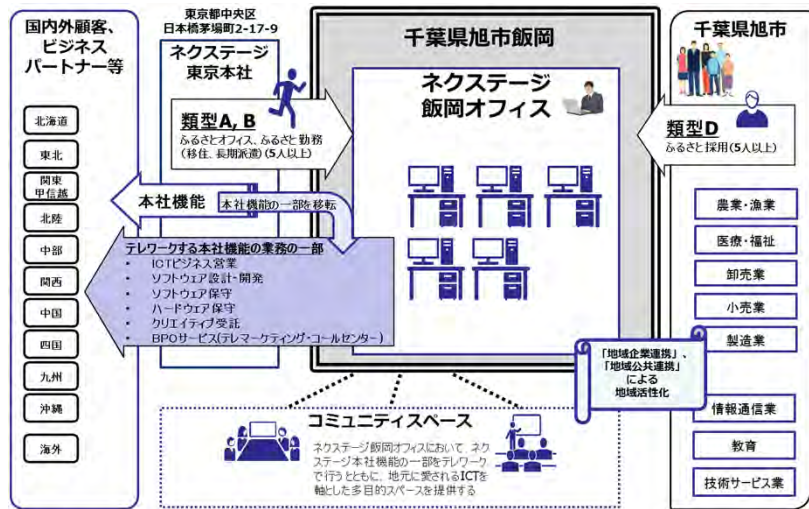 国内外顧客、
ビジネス
パートナー等
北海道
東北
関東
甲信越
北陸
中部
関西
中国
四国
九州
沖縄
海外
東京都中央区
日本橋茅場町2-17-9
ネクステージ
東京本社
類型A, B
ふるさとオフィス、ふるさと勤務
(移住、長期派遣)(5人以上)
本社機能
本社機能の一部を移転
テレワークする本社機能の業務の一部
• ICTビジネス営業
• ソフトウェア設計・開発
• ソフトウェア保守
• ハードウェア保守
• クリエイティブ受託
• BPOサービス(テレマーケティング・コールセンター)
千葉県旭市飯岡
ネクステージ
飯岡オフィス
コミュニティスペース
ネクステージ飯岡オフィスにおいて、ネク
ステージ本社機能の一部をテレワーク
で行うとともに、地元に愛されるICTを
軸とした多目的スペースを提供する
千葉県旭市
類型D
ふるさと採用(5人以上)
農業・漁業
医療・福祉
卸売業
小売業
製造業
「地域企業連携」、
「地域公共連携」
による
地域活性化
情報通信業
教育
技術サービス業